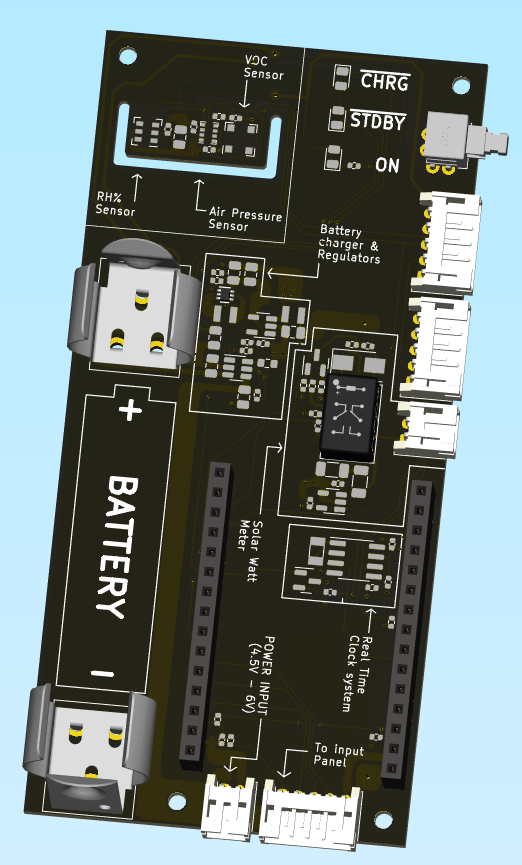 VOC
Sensor
CHRG
STDBY
ON
RH%
Sensor
Air Pressure
Sensor
Battery
charger &
Regulators
+
BATTERY
−
Solar Watt
Meter
Real Time
Clock system
POWER INPUT
(4.5V - 6V)
To input
Panel